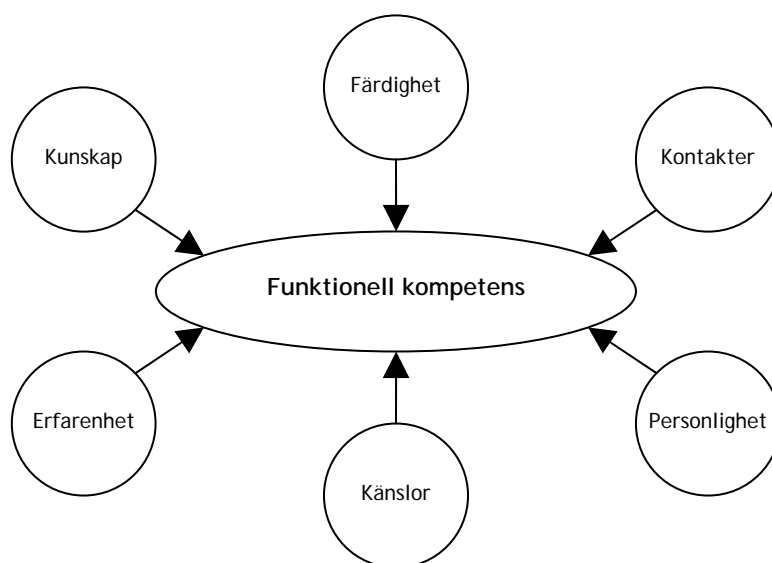 Färdighet
Kunskap
Kontakter
Funktionell kompetens
Erfarenhet
Personlighet
Känslor